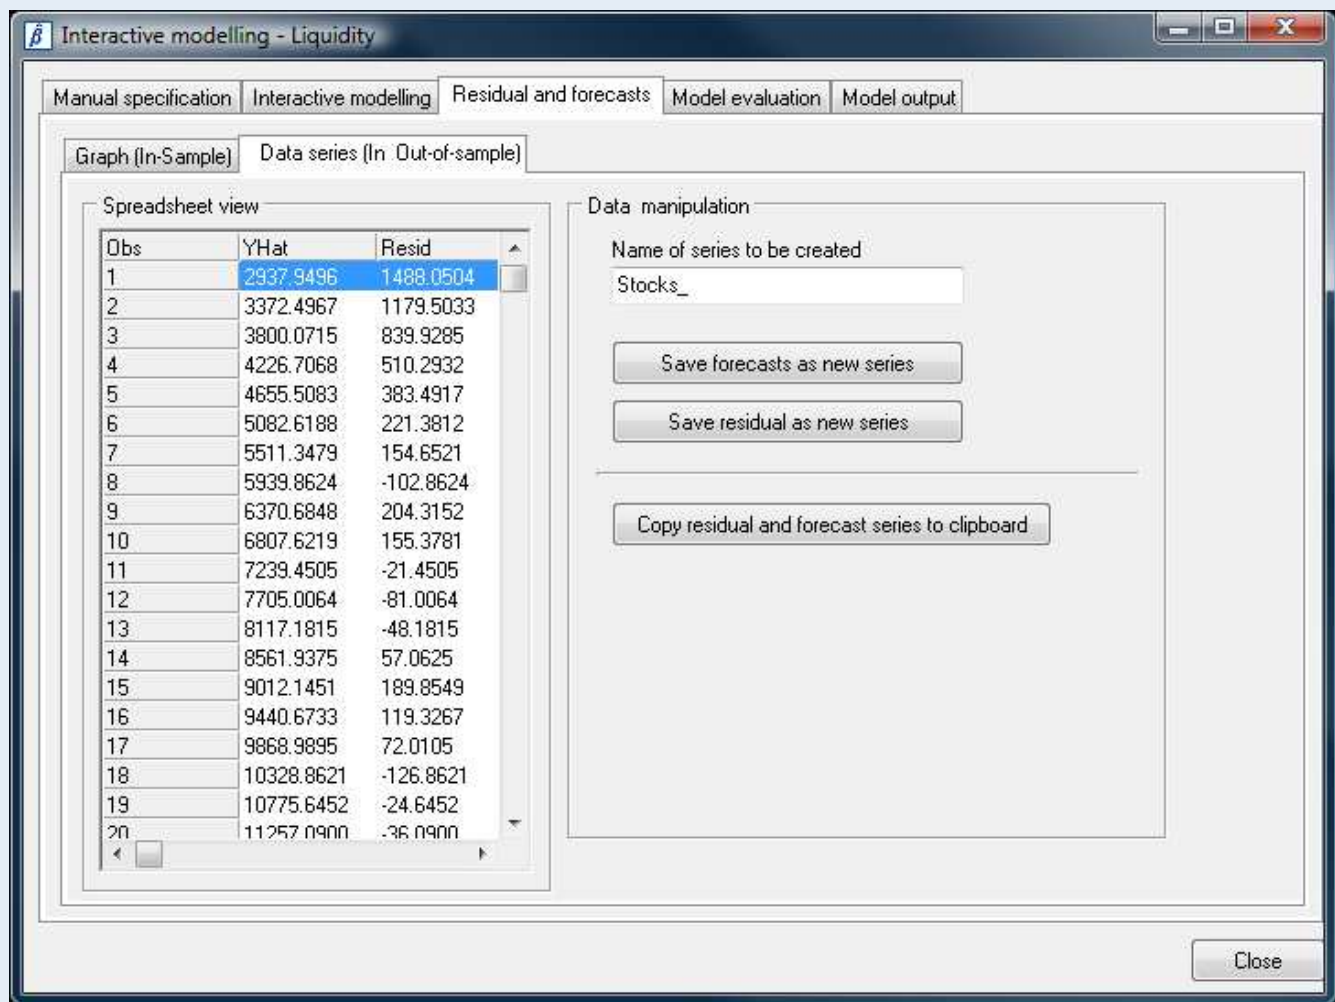 β̂ Interactive modelling - Liquidity
Manual specification Interactive modelling Residual and forecasts Model evaluation Model output
Graph (In-Sample) Data series (In Out-of-sample)
Spreadsheet view
Obs YHat Resid
1 2937.9496 1488.0504
2 3372.4967 1179.5033
3 3800.0715 839.9285
4 4226.7068 510.2932
5 4655.5083 383.4917
6 5082.6188 221.3812
7 5511.3479 154.6521
8 5939.8624 -102.8624
9 6370.6848 204.3152
10 6807.6219 155.3781
11 7239.4505 -21.4505
12 7705.0064 -81.0064
13 8117.1815 -48.1815
14 8561.9375 57.0625
15 9012.1451 189.8549
16 9440.6733 119.3267
17 9868.9895 72.0105
18 10328.8621 -126.8621
19 10775.6452 -24.6452
20 11257.0900 -36.0900
Data manipulation
Name of series to be created
Stocks_
Save forecasts as new series
Save residual as new series
Copy residual and forecast series to clipboard
Close